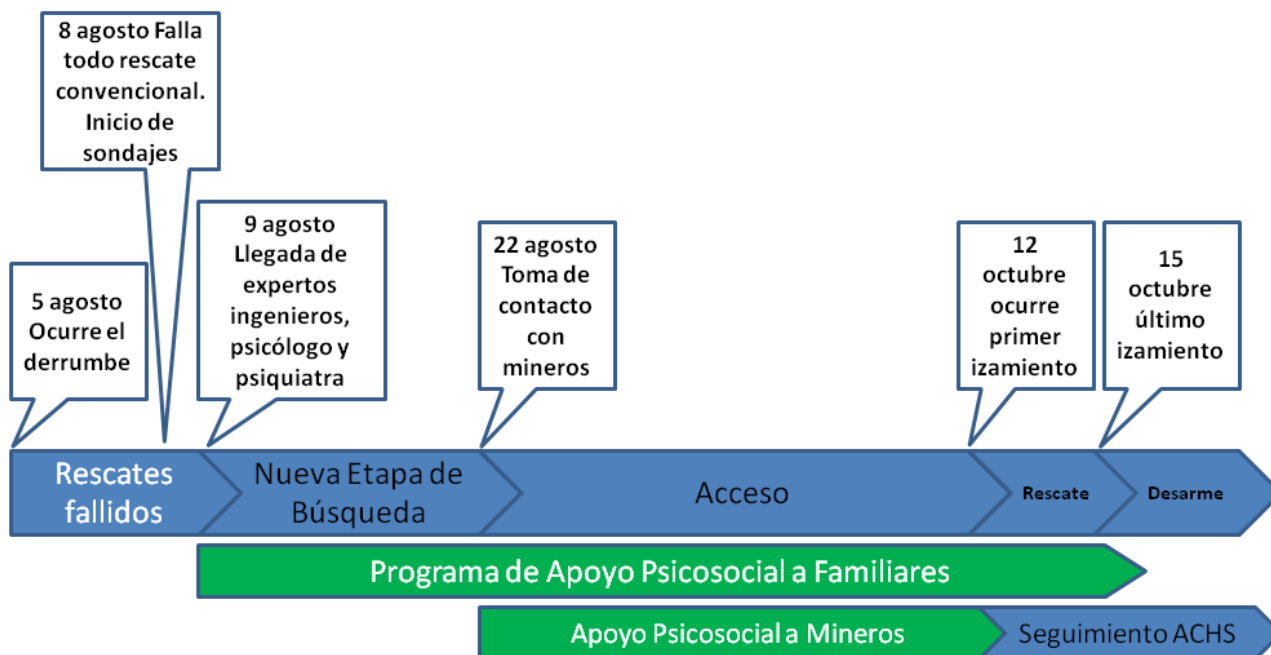 8 agosto Falla
todo rescate
convencional.
Inicio de
sondajes
5 agosto
Ocurre el
derrumbe
9 agosto
Llegada de
expertos
ingenieros,
psicólogo y
psiquiatra
22 agosto
Toma de
contacto
con
mineros
12
octubre
ocurre
primer
izamiento
15
octubre
último
izamiento
Rescates
fallidos
Nueva Etapa de
Búsqueda
Acceso
Rescate
Desarme
Programa de Apoyo Psicosocial a Familiares
Apoyo Psicosocial a Mineros
Seguimiento ACHS